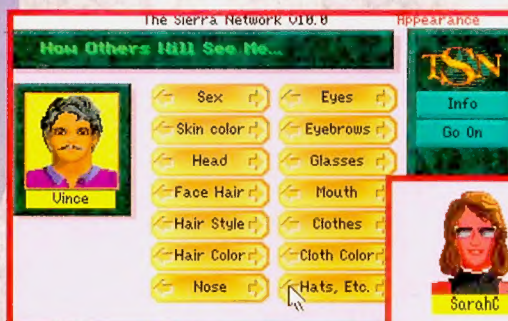 The Sierra Network V10.0
Appearance
How Others Will See Me...
TSN
Info
Go On
Sex
Eyes
Skin color
Eyebrows
Head
Glasses
Face Hair
Mouth
Hair Style
Clothes
Hair Color
Cloth Color
Nose
Hats, Etc.
Vince
SarahC